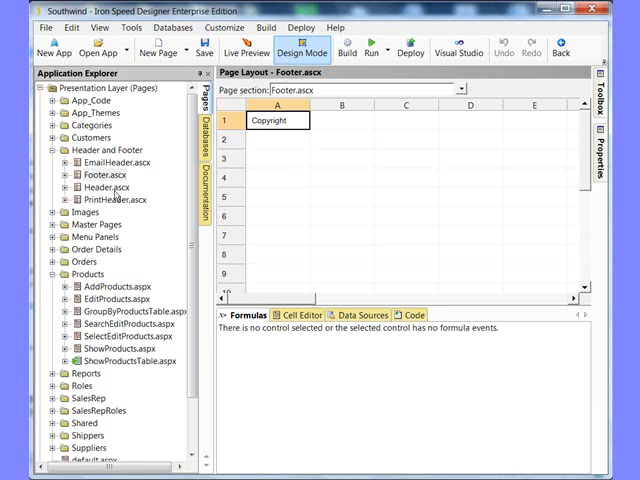 Southwind - Iron Speed Designer Enterprise Edition
File Edit View Tools Databases Customize Build Deploy Help
New App Open App New Page Save Live Preview Design Mode Build Run Deploy Visual Studio Undo Redo Back
Application Explorer
Page Layout - Footer.ascx
Presentation Layer (Pages)
App_Code
App_Themes
Categories
Customers
Header and Footer
EmailHeader.ascx
Footer.ascx
Header.ascx
PrintHeader.ascx
Images
Master Pages
Menu Panels
Order Details
Orders
Products
AddProducts.aspx
EditProducts.aspx
GroupByProductsTable.asp
SearchEditProducts.aspx
SelectEditProducts.aspx
ShowProducts.aspx
ShowProductsTable.aspx
Reports
Roles
SalesRep
SalesRepRoles
Shared
Shippers
Suppliers
default.aspx
Pages
Databases
Documentation
Page section: Footer.ascx
A B C D E
1 Copyright
2
3
4
5
6
7
8
9
10
Formulas Cell Editor Data Sources Code
There is no control selected or the selected control has no formula events.
Toolbox
Properties